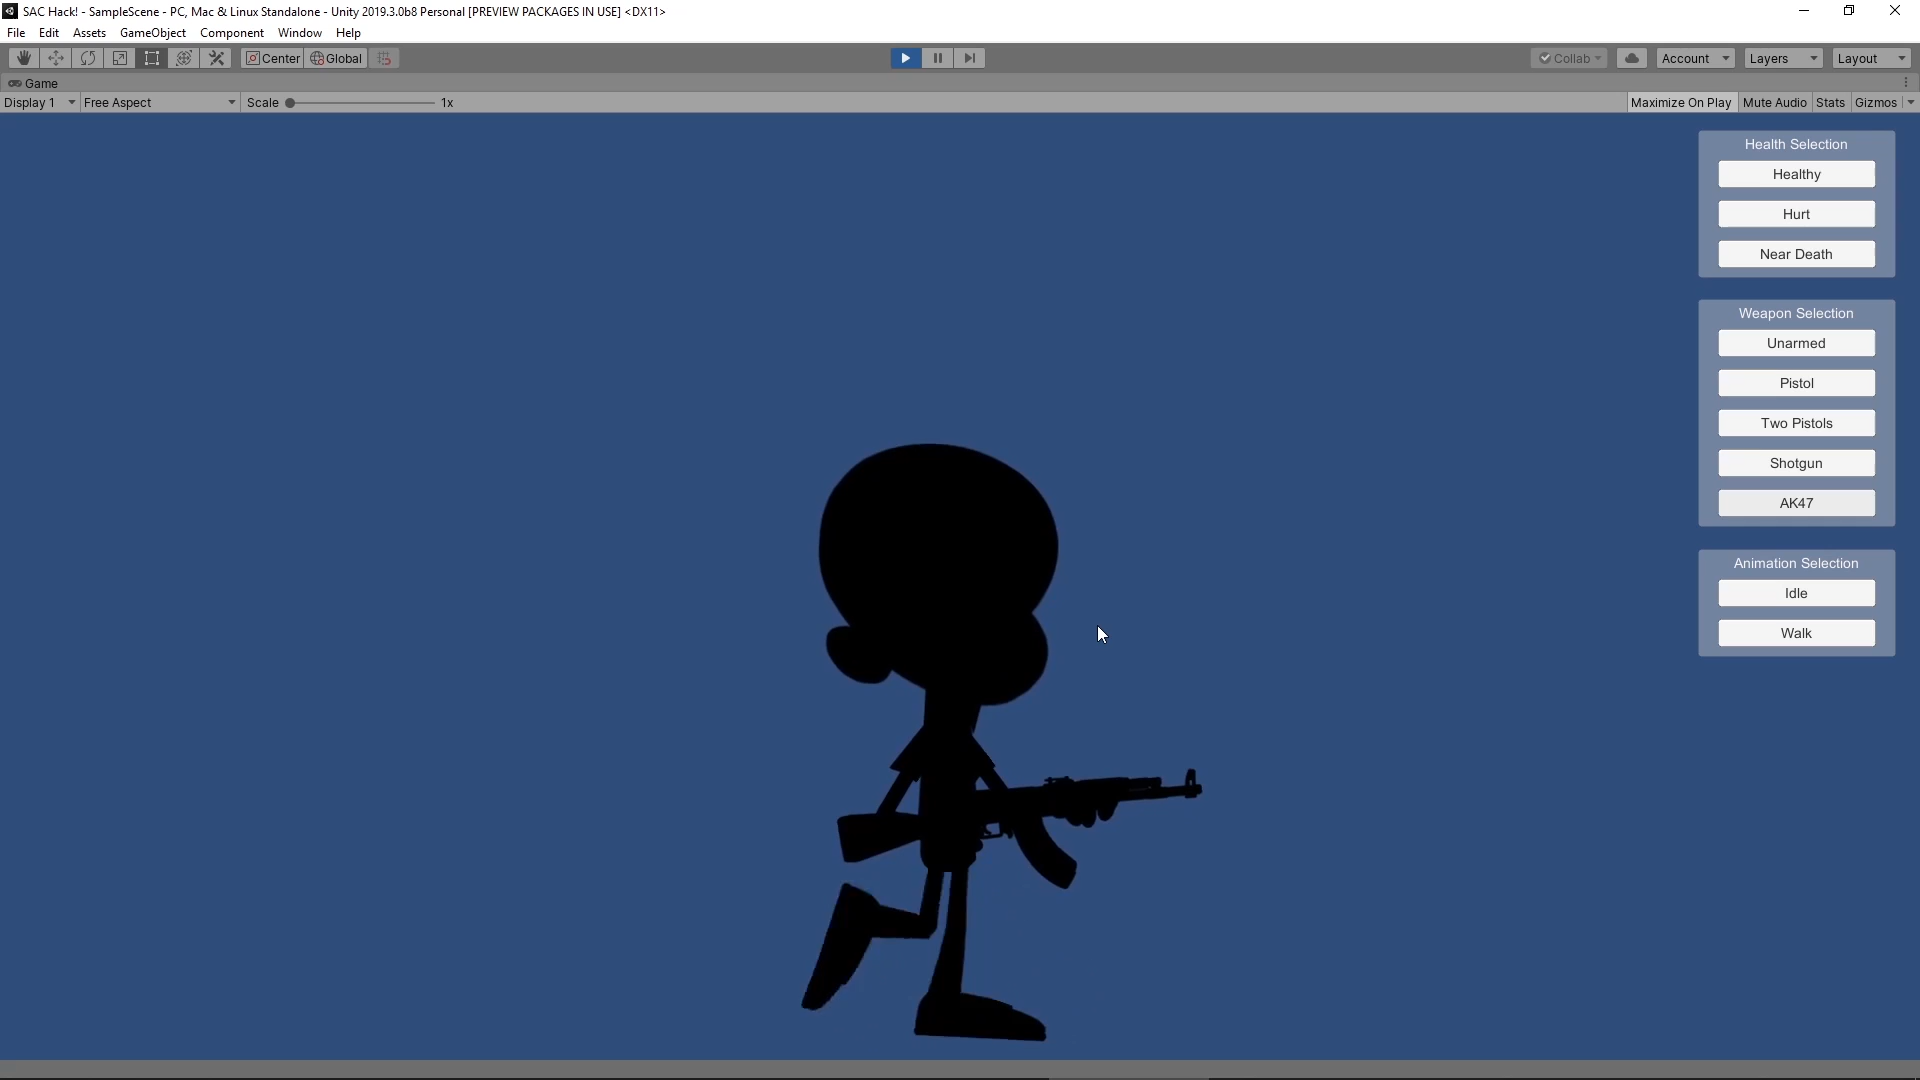 SAC Hack! - SampleScene - PC, Mac & Linux Standalone - Unity 2019.3.0b8 Personal [PREVIEW PACKAGES IN USE] <DX11>
File Edit Assets GameObject Component Window Help
Center Global Collab Account Layers Layout
Game
Display 1 Free Aspect Scale 1x Maximize On Play Mute Audio Stats Gizmos
Health Selection
Healthy
Hurt
Near Death
Weapon Selection
Unarmed
Pistol
Two Pistols
Shotgun
AK47
Animation Selection
Idle
Walk